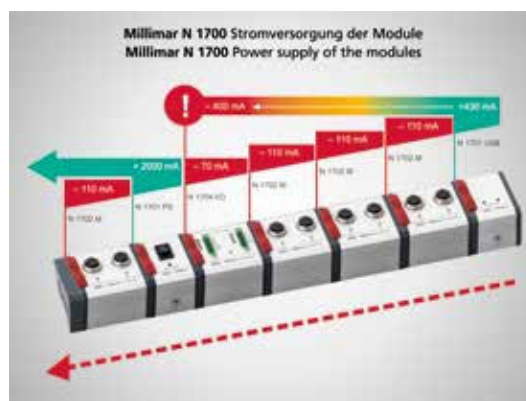 Millimar N 1700 Stromversorgung der Module
Millimar N 1700 Power supply of the modules
! – 400 mA +430 mA
– 110 mA + 2000 mA – 70 mA – 110 mA – 110 mA – 110 mA
N 1702 M N 1701 PS N 1704 I/O N 1702 M N 1702 M N 1702 M N 1701 USB